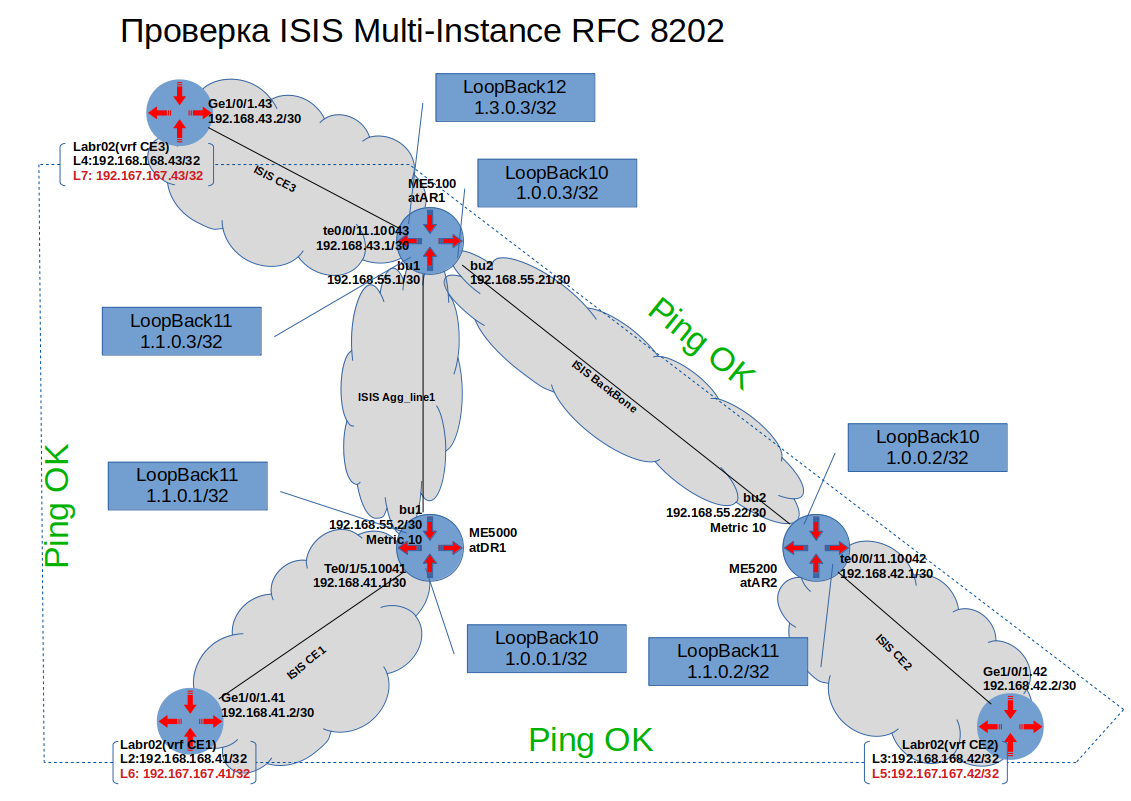 Проверка ISIS Multi-Instance RFC 8202
LoopBack12
1.3.0.3/32
Ge1/0/1.43
192.168.43.2/30
Labr02(vrf CE3)
L4:192.168.168.43/32
L7: 192.167.167.43/32
ISIS CE3
LoopBack10
1.0.0.3/32
ME5100
atAR1
te0/0/11.10043
192.168.43.1/30
bu1
192.168.55.1/30
bu2
192.168.55.21/30
LoopBack11
1.1.0.3/32
Ping OK
ISIS Agg_line1
ISIS BackBone
LoopBack10
1.0.0.2/32
Ping OK
LoopBack11
1.1.0.1/32
bu1
192.168.55.2/30
Metric 10
ME5000
atDR1
bu2
192.168.55.22/30
Metric 10
Te0/1/5.10041
192.168.41.1/30
ME5200
atAR2
te0/0/11.10042
192.168.42.1/30
LoopBack10
1.0.0.1/32
LoopBack11
1.1.0.2/32
ISIS CE1
ISIS CE2
Ge1/0/1.41
192.168.41.2/30
Ge1/0/1.42
192.168.42.2/30
Labr02(vrf CE1)
L2:192.168.168.41/32
L6: 192.167.167.41/32
Ping OK
Labr02(vrf CE2)
L3:192.168.168.42/32
L5:192.167.167.42/32